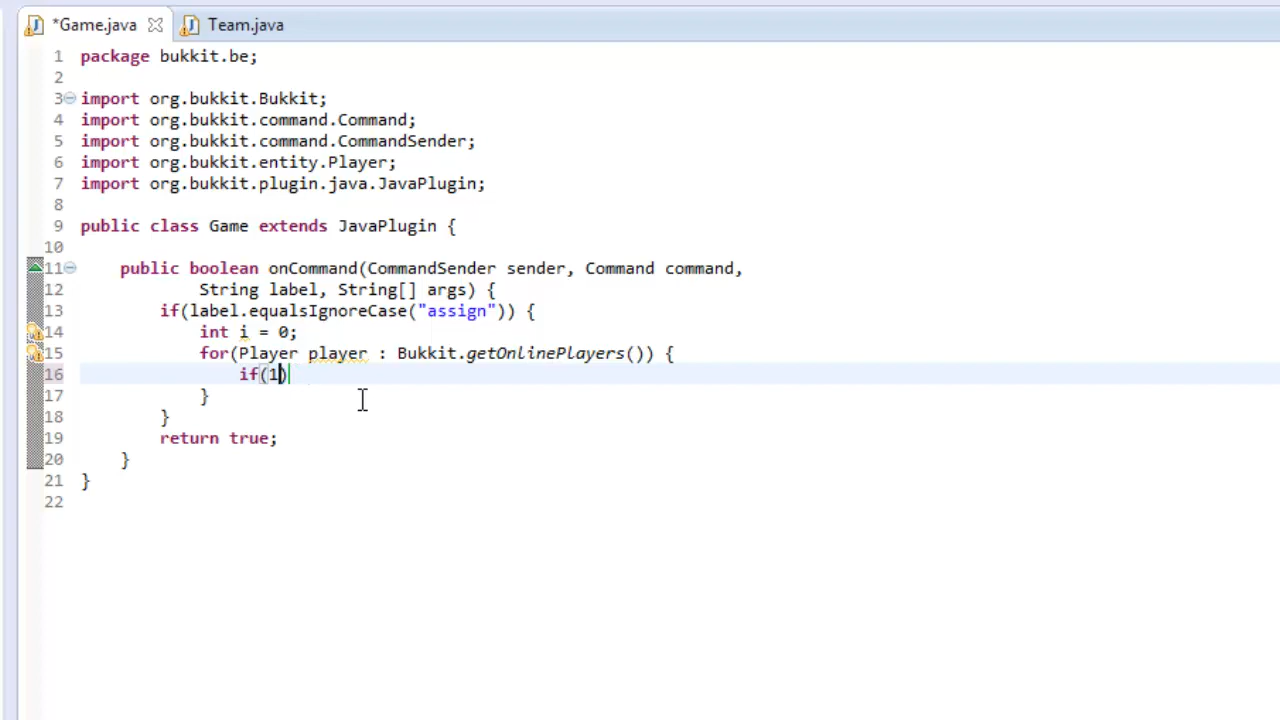 *Game.java Team.java
1 package bukkit.be;
2
3 import org.bukkit.Bukkit;
4 import org.bukkit.command.Command;
5 import org.bukkit.command.CommandSender;
6 import org.bukkit.entity.Player;
7 import org.bukkit.plugin.java.JavaPlugin;
8
9 public class Game extends JavaPlugin {
10
11 public boolean onCommand(CommandSender sender, Command command,
12 String label, String[] args) {
13 if(label.equalsIgnoreCase("assign")) {
14 int i = 0;
15 for(Player player : Bukkit.getOnlinePlayers()) {
16 if(1)
17 }
18 }
19 return true;
20 }
21 }
22